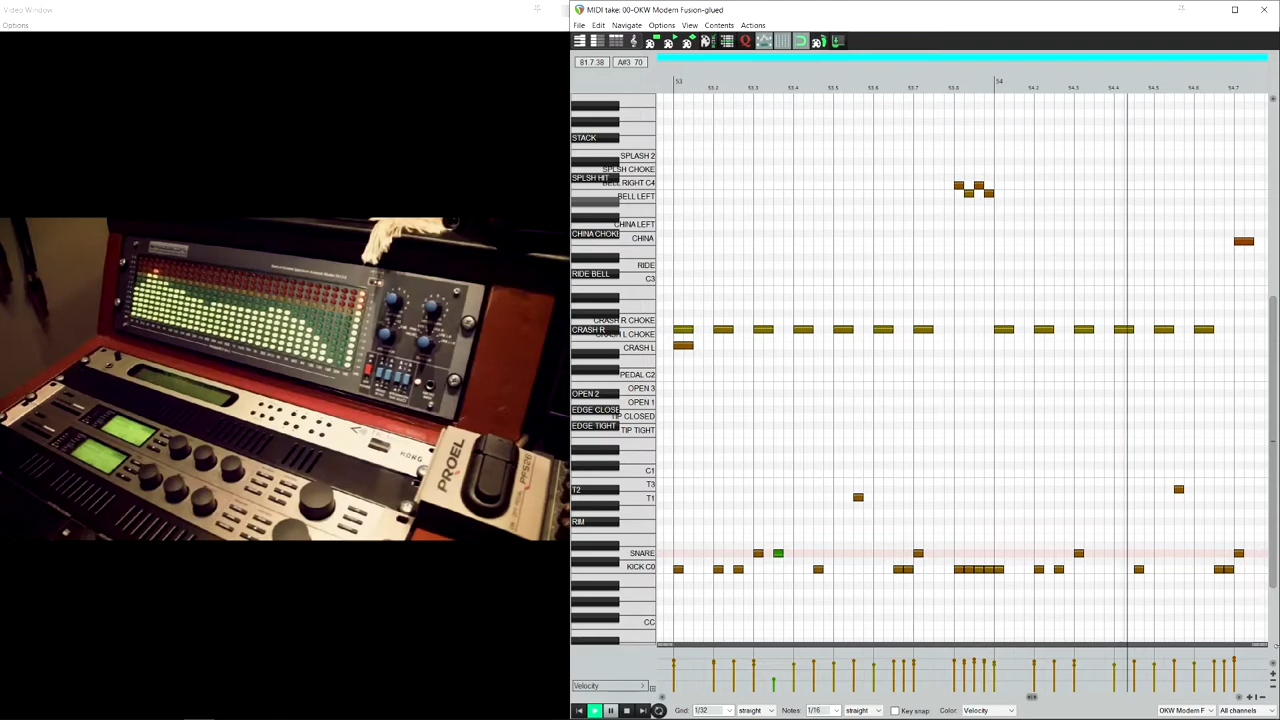 Video Window
Options
MIDI take: 00-OKW Modern Fusion-glued
File Edit Navigate Options View Contents Actions
81.7.38 A#3 70
53 54
53.2 53.3 53.4 53.5 53.6 53.7 53.8 54.2 54.3 54.4 54.5 54.6 54.7
STACK
SPLASH 2
SPLSH CHOKE
SPLSH HIT
BELL RIGHT C4
BELL LEFT
CHINA LEFT
CHINA CHOKE
CHINA
RIDE
RIDE BELL
C3
CRASH R CHOKE
CRASH R
CRASH L CHOKE
CRASH L
PEDAL C2
OPEN 3
OPEN 2
OPEN 1
EDGE CLOSE
TIP CLOSED
EDGE TIGHT
TIP TIGHT
C1
T3
T2
T1
RIM
SNARE
KICK C0
CC
Velocity
Grid: 1/32 straight Notes: 1/16 straight Key snap Color: Velocity OKW Modern F All channels
KORG
PROEL
PFS26